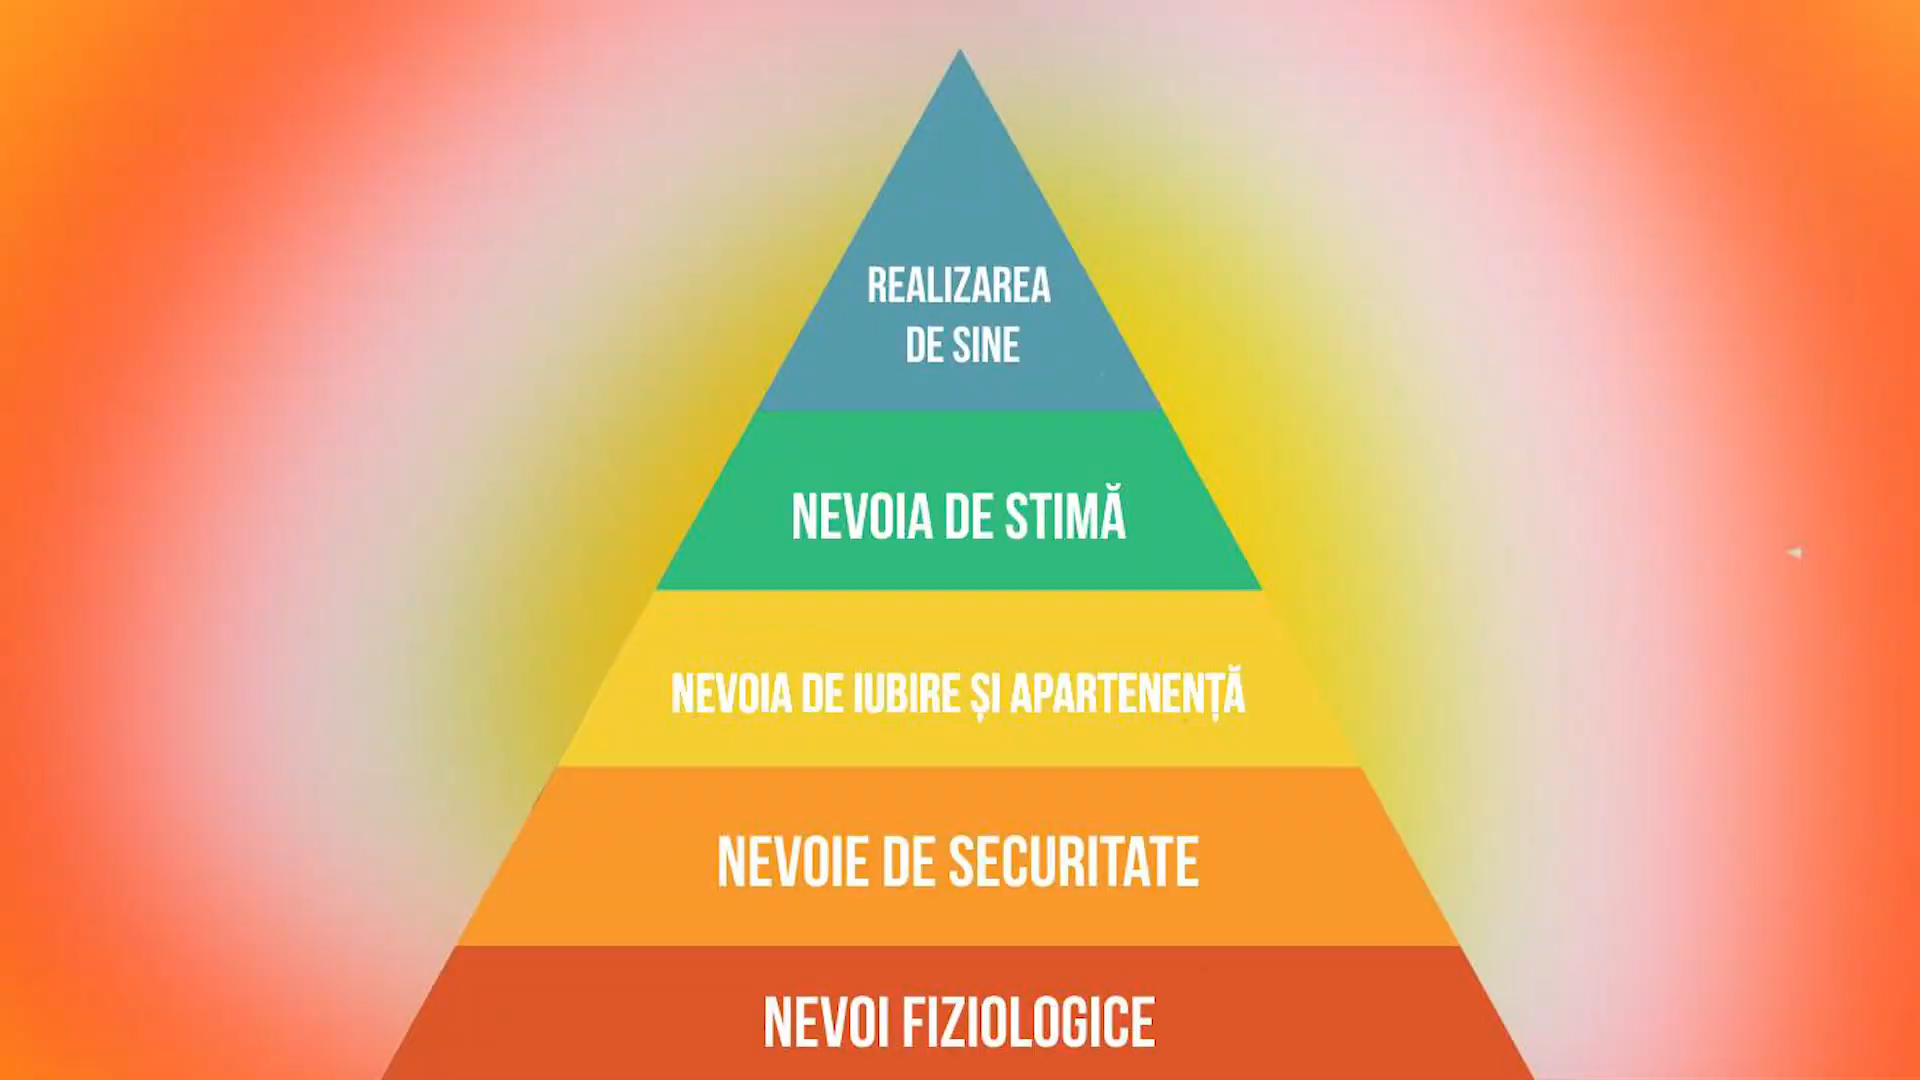 REALIZAREA
DE SINE
NEVOIA DE STIMĂ
NEVOIA DE IUBIRE ȘI APARTENENȚĂ
NEVOIE DE SECURITATE
NEVOI FIZIOLOGICE